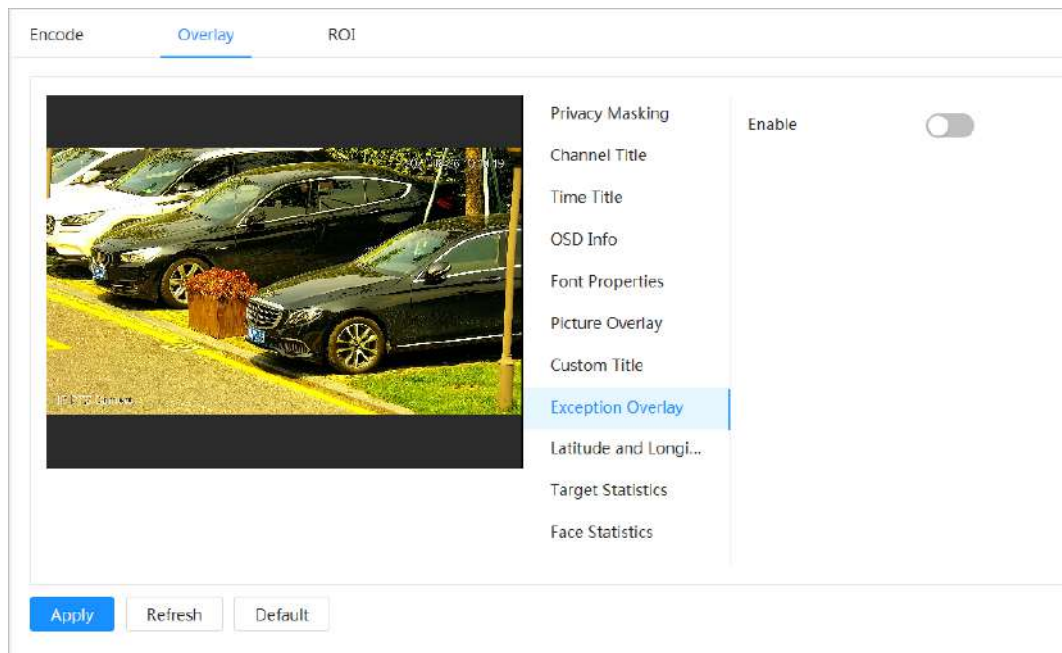 Encode
Overlay
ROI
Privacy Masking
Channel Title
Time Title
OSD Info
Font Properties
Picture Overlay
Custom Title
Exception Overlay
Latitude and Longi...
Target Statistics
Face Statistics
Enable
Apply
Refresh
Default